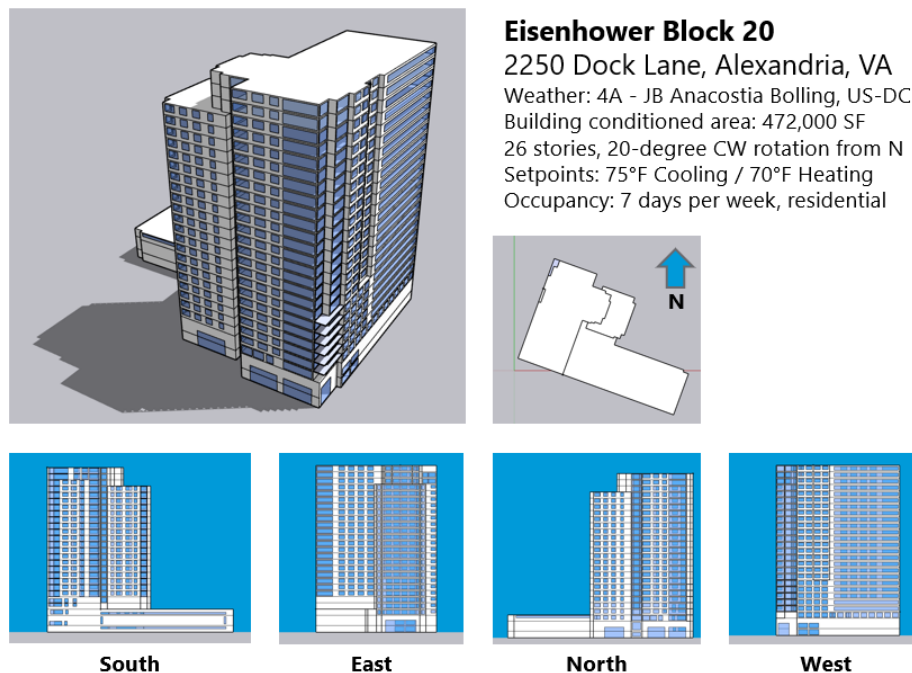 Eisenhower Block 20
2250 Dock Lane, Alexandria, VA
Weather: 4A - JB Anacostia Bolling, US-DC
Building conditioned area: 472,000 SF
26 stories, 20-degree CW rotation from N
Setpoints: 75°F Cooling / 70°F Heating
Occupancy: 7 days per week, residential
N
South
East
North
West